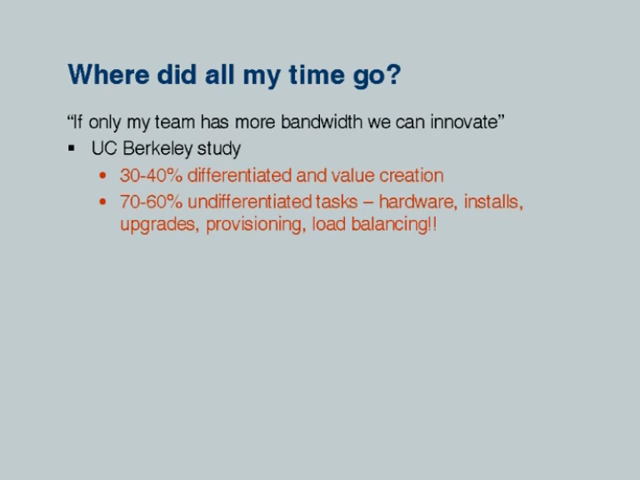 Where did all my time go?
“If only my team has more bandwidth we can innovate”
▪ UC Berkeley study
• 30-40% differentiated and value creation
• 70-60% undifferentiated tasks – hardware, installs,
upgrades, provisioning, load balancing!!